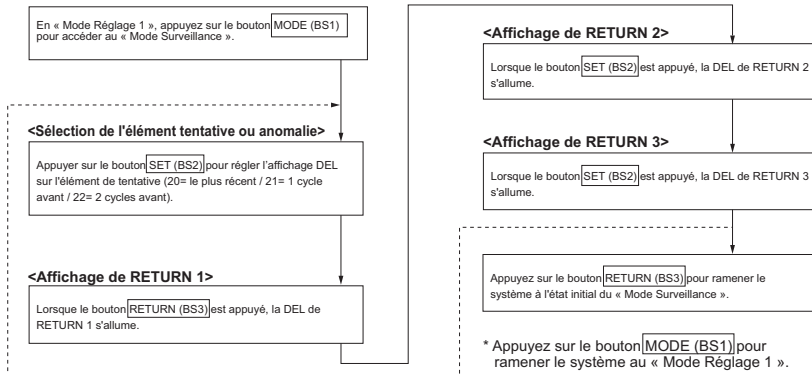 En « Mode Réglage 1 », appuyez sur le bouton MODE (BS1)
pour accéder au « Mode Surveillance ».
<Sélection de l'élément tentative ou anomalie>
Appuyer sur le bouton SET (BS2) pour régler l'affichage DEL
sur l'élément de tentative (20= le plus récent / 21= 1 cycle
avant / 22= 2 cycles avant).
<Affichage de RETURN 1>
Lorsque le bouton RETURN (BS3) est appuyé, la DEL de
RETURN 1 s'allume.
<Affichage de RETURN 2>
Lorsque le bouton SET (BS2) est appuyé, la DEL de RETURN 2
s'allume.
<Affichage de RETURN 3>
Lorsque le bouton SET (BS2) est appuyé, la DEL de RETURN 3
s'allume.
Appuyez sur le bouton RETURN (BS3) pour ramener le
système à l'état initial du « Mode Surveillance ».
* Appuyez sur le bouton MODE (BS1) pour
ramener le système au « Mode Réglage 1 ».